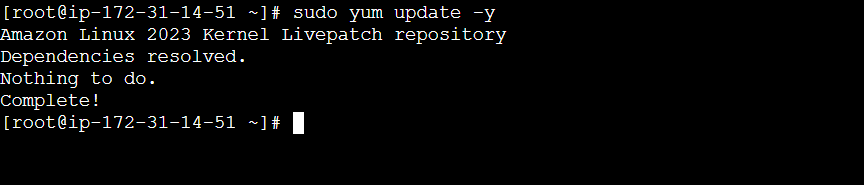 [root@ip-172-31-14-51 ~]# sudo yum update -y
Amazon Linux 2023 Kernel Livepatch repository
Dependencies resolved.
Nothing to do.
Complete!
[root@ip-172-31-14-51 ~]#